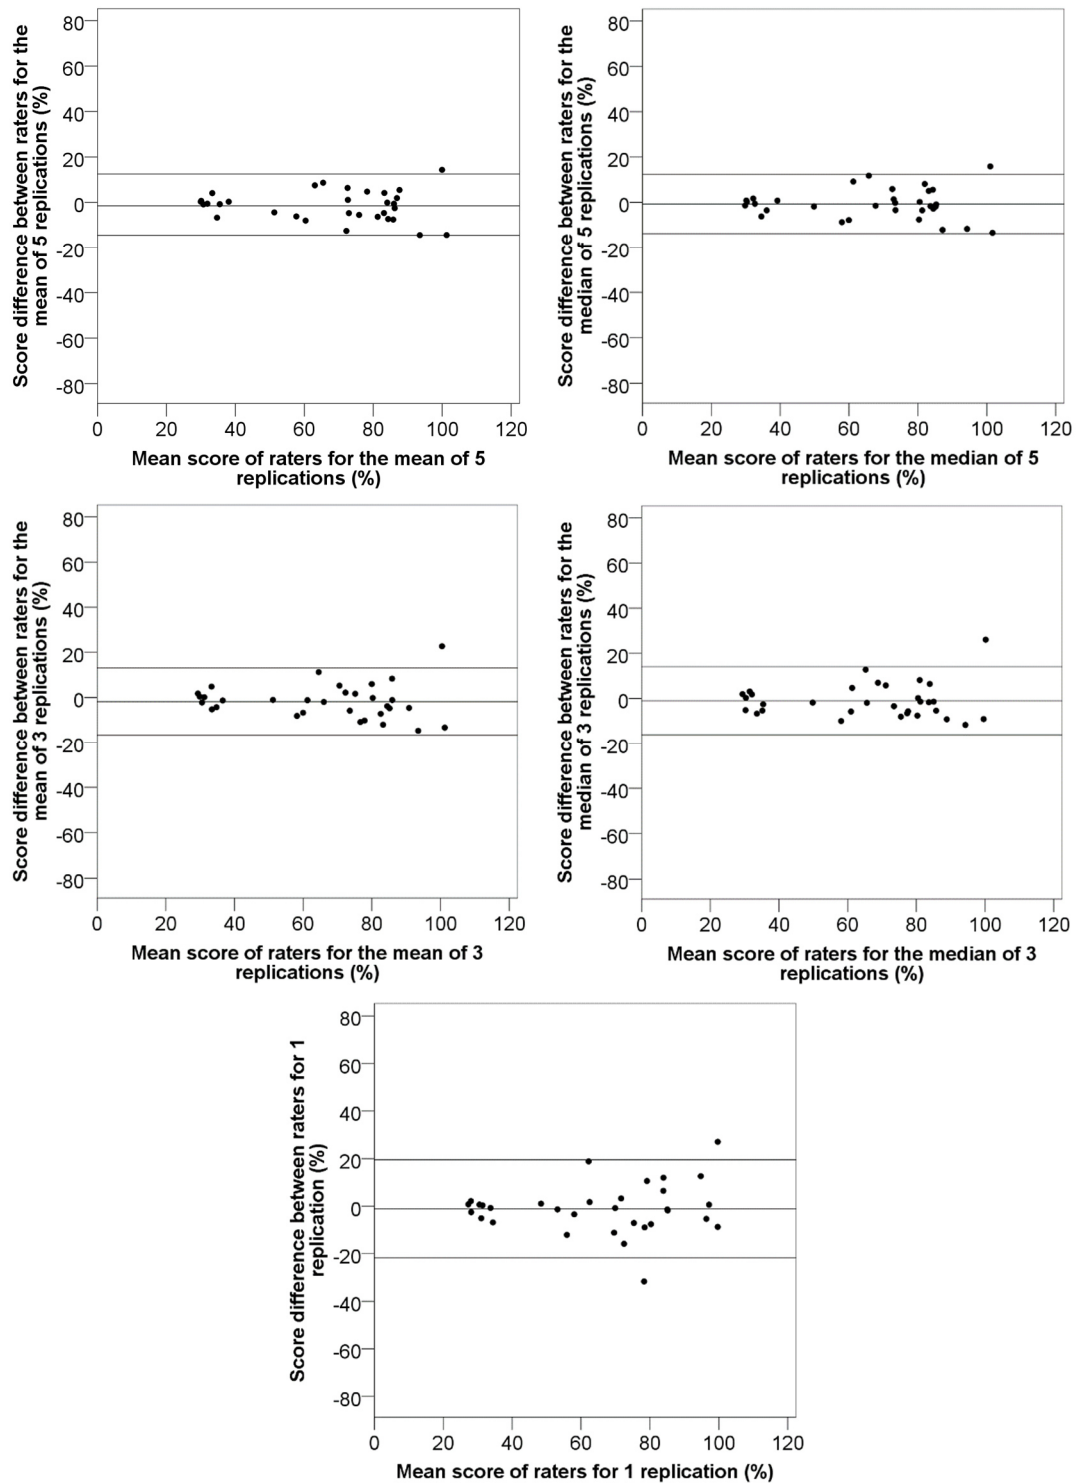 Score difference between raters for the
mean of 5 replications (%)
80
60
40
20
0
-20
-40
-60
-80
0 20 40 60 80 100 120
Mean score of raters for the mean of 5
replications (%)
Score difference between raters for the
median of 5 replications (%)
80
60
40
20
0
-20
-40
-60
-80
0 20 40 60 80 100 120
Mean score of raters for the median of 5
replications (%)
Score difference between raters for the
mean of 3 replications (%)
80
60
40
20
0
-20
-40
-60
-80
0 20 40 60 80 100 120
Mean score of raters for the mean of 3
replications (%)
Score difference between raters for the
median of 3 replications (%)
80
60
40
20
0
-20
-40
-60
-80
0 20 40 60 80 100 120
Mean score of raters for the median of 3
replications (%)
Score difference between raters for 1
replication (%)
80
60
40
20
0
-20
-40
-60
-80
0 20 40 60 80 100 120
Mean score of raters for 1 replication (%)